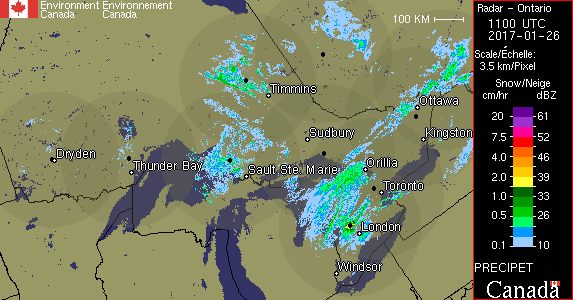 Environment Environnement
Canada Canada
100 KM
Timmins
Ottawa
Sudbury
Kingston
Dryden
Thunder Bay
Sault Ste. Marie
Orillia
Toronto
London
Windsor
Radar - Ontario
1100 UTC
2017-01-26
Scale/Échelle:
3.5 km/Pixel
Snow/Neige
cm/hr dBZ
20 61
7.5 52
4.0 46
2.0 39
1.0 33
0.5 26
0.1 10
PRECIPET
Canada